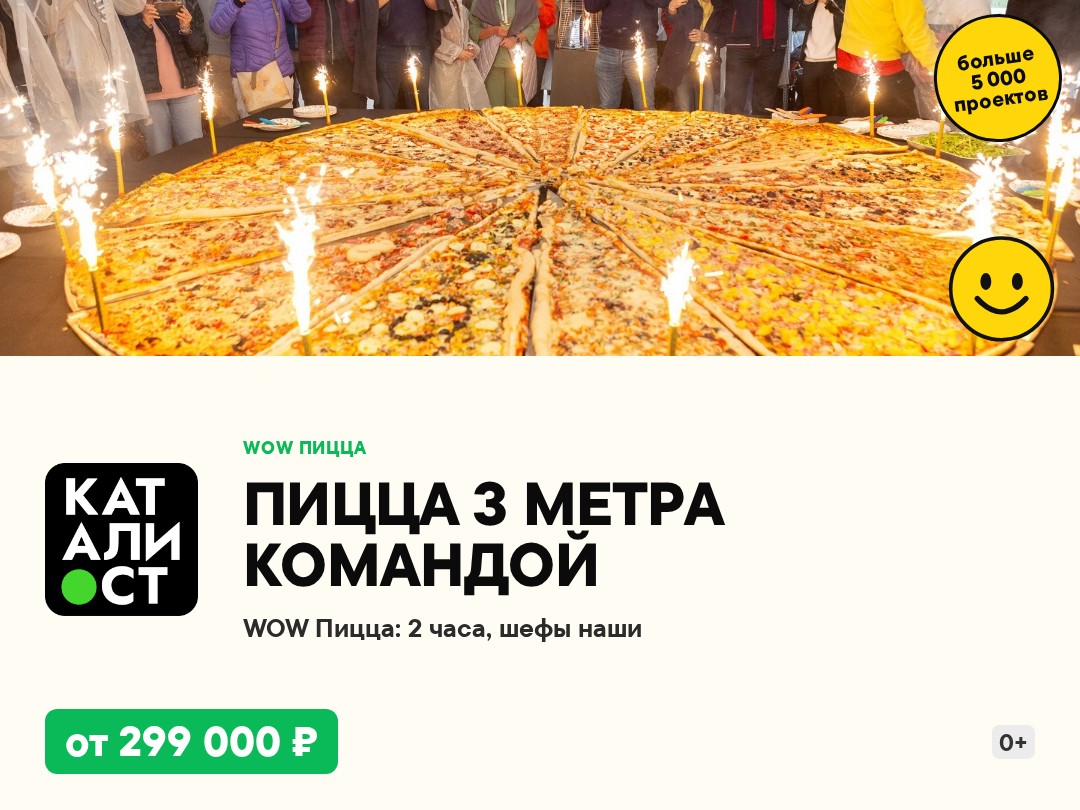 больше
5 000
проектов
WOW ПИЦЦА
КАТ
АЛИ
СТ
ПИЦЦА 3 МЕТРА
КОМАНДОЙ
WOW Пицца: 2 часа, шефы наши
от 299 000 ₽
0+